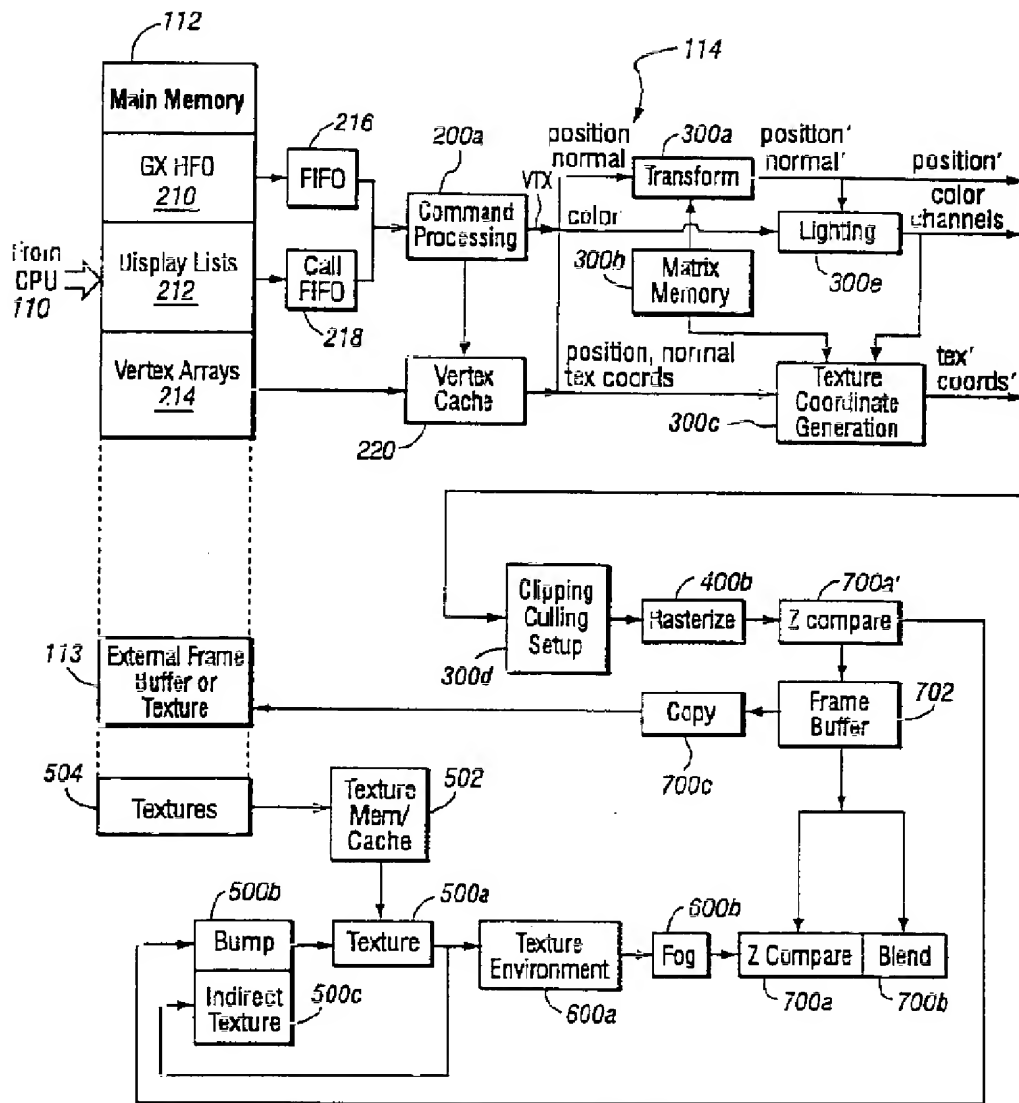 112
Main Memory
GX FIFO
210
Display Lists
212
Vertex Arrays
214
From
CPU
110
216
FIFO
Call
FIFO
218
200a
Command
Processing
VTX
Vertex
Cache
220
114
position
normal
300a
Transform
position'
normal'
position'
color
channels
color
Lighting
300e
300b
Matrix
Memory
position, normal
tex coords
300c
Texture
Coordinate
Generation
tex'
coords'
Clipping
Culling
Setup
300d
400b
Rasterize
700a'
Z compare
113
External Frame
Buffer or
Texture
Copy
700c
Frame
Buffer
702
504
Textures
Texture
Mem/
Cache
502
500b
Bump
Indirect
Texture
500c
500a
Texture
Texture
Environment
600a
600b
Fog
Z Compare
700a
Blend
700b